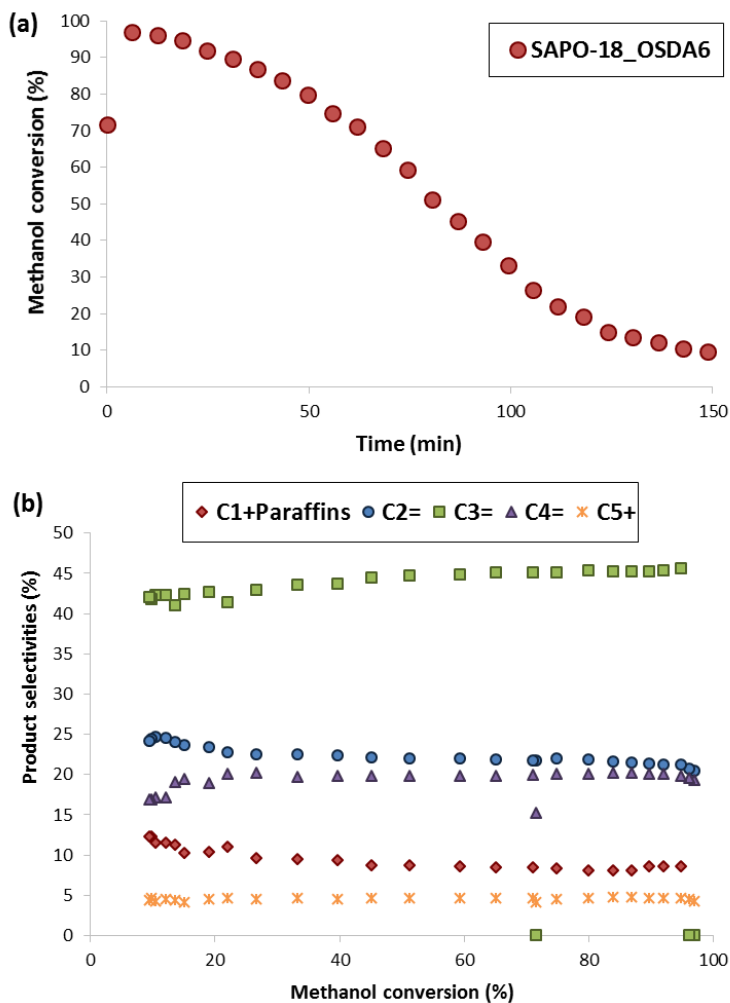 (a)
SAPO-18_OSDA6
Methanol conversion (%)
100
90
80
70
60
50
40
30
20
10
0
0 50 100 150
Time (min)
(b)
C1+Paraffins C2= C3= C4= C5+
Product selectivities (%)
50
45
40
35
30
25
20
15
10
5
0
0 20 40 60 80 100
Methanol conversion (%)